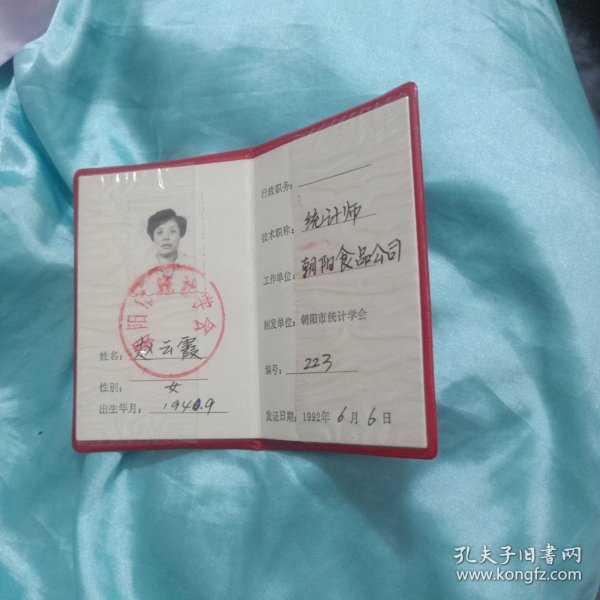 姓名：赵云霞
性别：女
出生年月：1940.9
行政职务：
技术职称：统计师
工作单位：朝阳食品公司
制发单位：朝阳市统计学会
编号：223
发证日期：1992年6月6日
孔夫子旧书网
www.kongfz.com